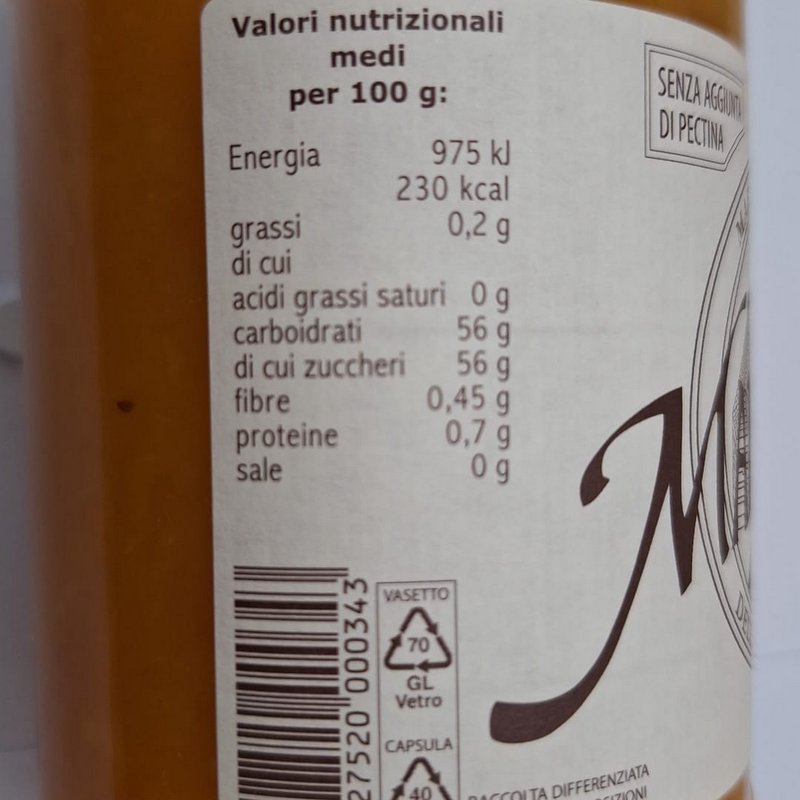 Valori nutrizionali
medi
per 100 g:
Energia 975 kJ
230 kcal
grassi 0,2 g
di cui
acidi grassi saturi 0 g
carboidrati 56 g
di cui zuccheri 56 g
fibre 0,45 g
proteine 0,7 g
sale 0 g
SENZA AGGIUNTA
DI PECTINA
27520 000343
VASETTO
70
GL
Vetro
CAPSULA
40
RACCOLTA DIFFERENZIATA